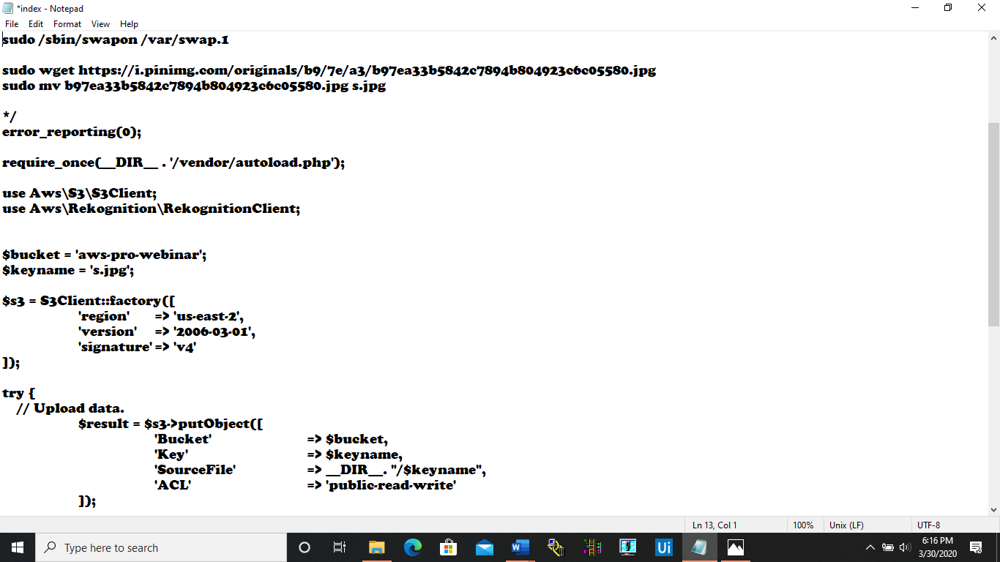 *index - Notepad
File Edit Format View Help
sudo /sbin/swapon /var/swap.1
sudo wget https://i.pinimg.com/originals/b9/7e/a3/b97ea33b5842c7894b804923c6c05580.jpg
sudo mv b97ea33b5842c7894b804923c6c05580.jpg s.jpg
*/
error_reporting(0);
require_once(__DIR__ . '/vendor/autoload.php');
use Aws\S3\S3Client;
use Aws\Rekognition\RekognitionClient;
$bucket = 'aws-pro-webinar';
$keyname = 's.jpg';
$s3 = S3Client::factory([
'region' => 'us-east-2',
'version' => '2006-03-01',
'signature' => 'v4'
]);
try {
// Upload data.
$result = $s3->putObject([
'Bucket' => $bucket,
'Key' => $keyname,
'SourceFile' => __DIR__. "/$keyname",
'ACL' => 'public-read-write'
]);
Ln 13, Col 1 100% Unix (LF) UTF-8
Type here to search
W
Ui
6:16 PM
3/30/2020